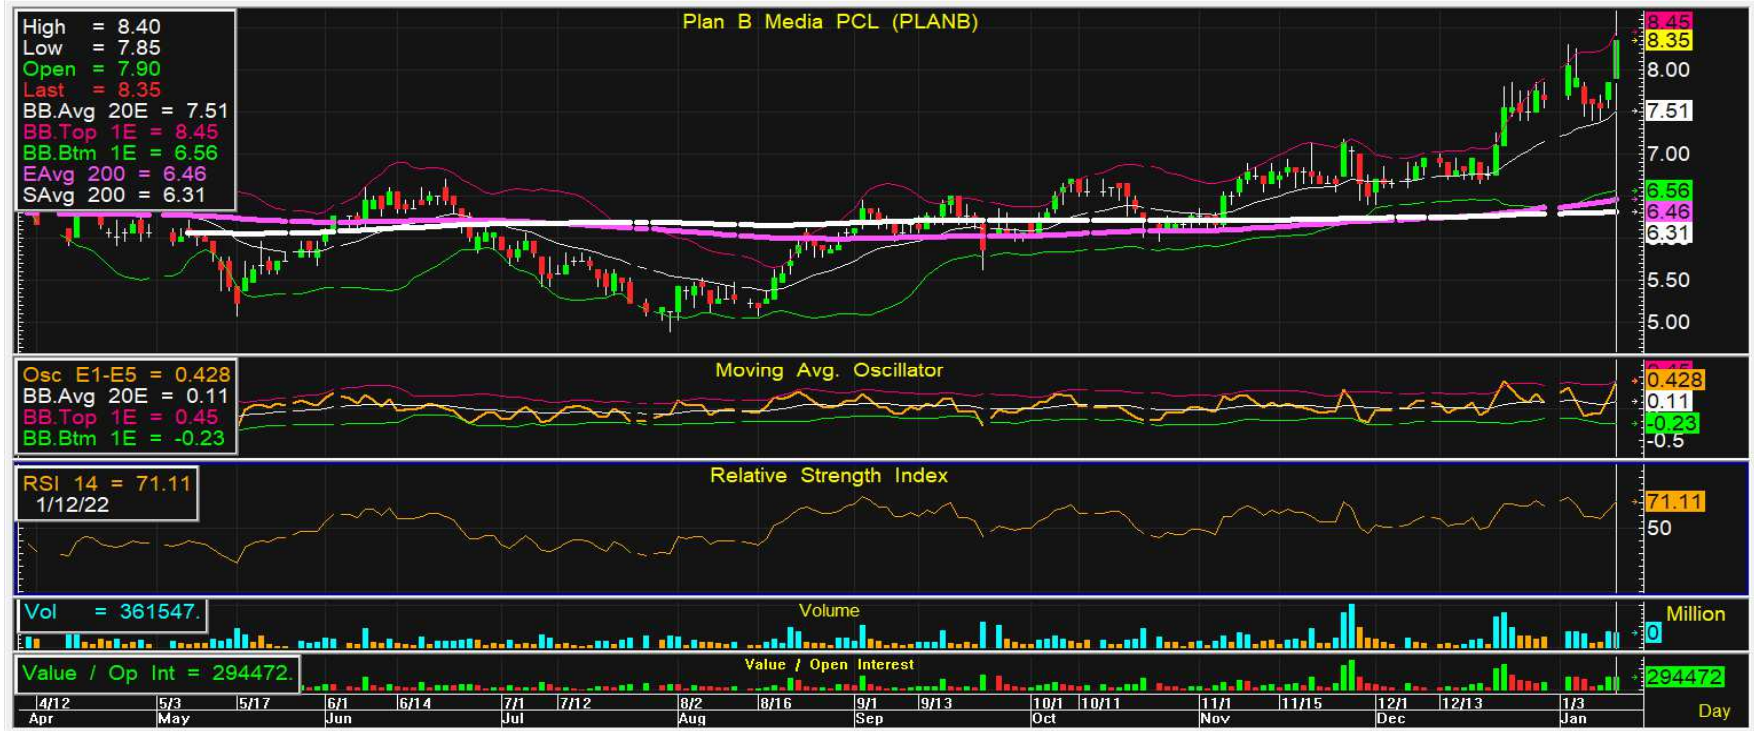 Plan B Media PCL (PLANB)
High = 8.40
Low = 7.85
Open = 7.90
Last = 8.35
BB.Avg 20E = 7.51
BB.Top 1E = 8.45
BB.Btm 1E = 6.56
EAvg 200 = 6.46
SAvg 200 = 6.31
8.45
8.35
8.00
7.51
7.00
6.56
6.46
6.31
5.50
5.00
Moving Avg. Oscillator
Osc E1-E5 = 0.428
BB.Avg 20E = 0.11
BB.Top 1E = 0.45
BB.Btm 1E = -0.23
0.428
0.11
-0.23
-0.5
Relative Strength Index
RSI 14 = 71.11
1/12/22
71.11
50
Volume
Vol = 361547.
Million
0
Value / Open Interest
Value / Op Int = 294472.
294472
4/12 5/3 5/17 6/1 6/14 7/1 7/12 8/2 8/16 9/1 9/13 10/1 10/11 11/1 11/15 12/1 12/13 1/3
Apr May Jun Jul Aug Sep Oct Nov Dec Jan
Day